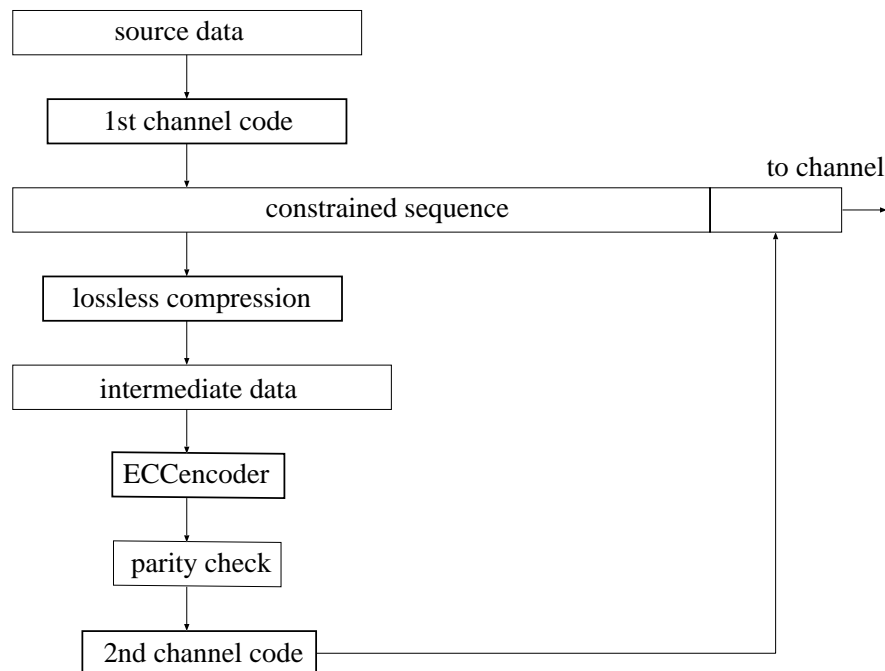 source data
1st channel code
to channel
constrained sequence
lossless compression
intermediate data
ECCencoder
parity check
2nd channel code